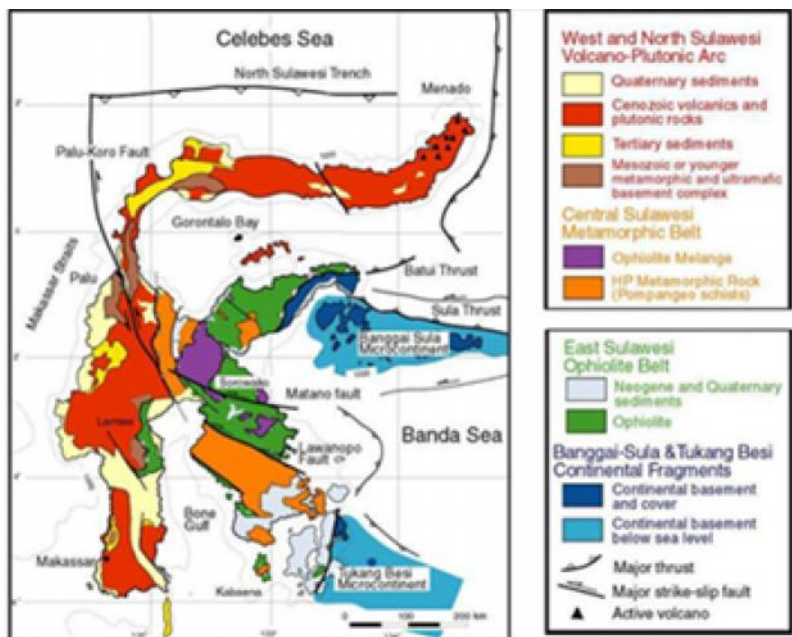 Celebes Sea
North Sulawesi Trench
Menado
Palu-Koro Fault
Gorontalo Bay
Makassar Straits
Palu
Batui Thrust
Sula Thrust
Banggai Sula
Microcontinent
Sorowako
Matano fault
Banda Sea
Lawanopo
Fault
Bone
Gulf
Makassar
Kabaena
Tukang Besi
Microcontinent
0 100 200 km
West and North Sulawesi
Volcano-Plutonic Arc
Quaternary sediments
Cenozoic volcanics and
plutonic rocks
Tertiary sediments
Mesozoic or younger
metamorphic and ultramafic
basement complex
Central Sulawesi
Metamorphic Belt
Ophiolite Melange
HP Metamorphic Rock
(Pompangeo schists)
East Sulawesi
Ophiolite Belt
Neogene and Quaternary
sediments
Ophiolite
Banggai-Sula & Tukang Besi
Continental Fragments
Continental basement
and cover
Continental basement
below sea level
Major thrust
Major strike-slip fault
Active volcano